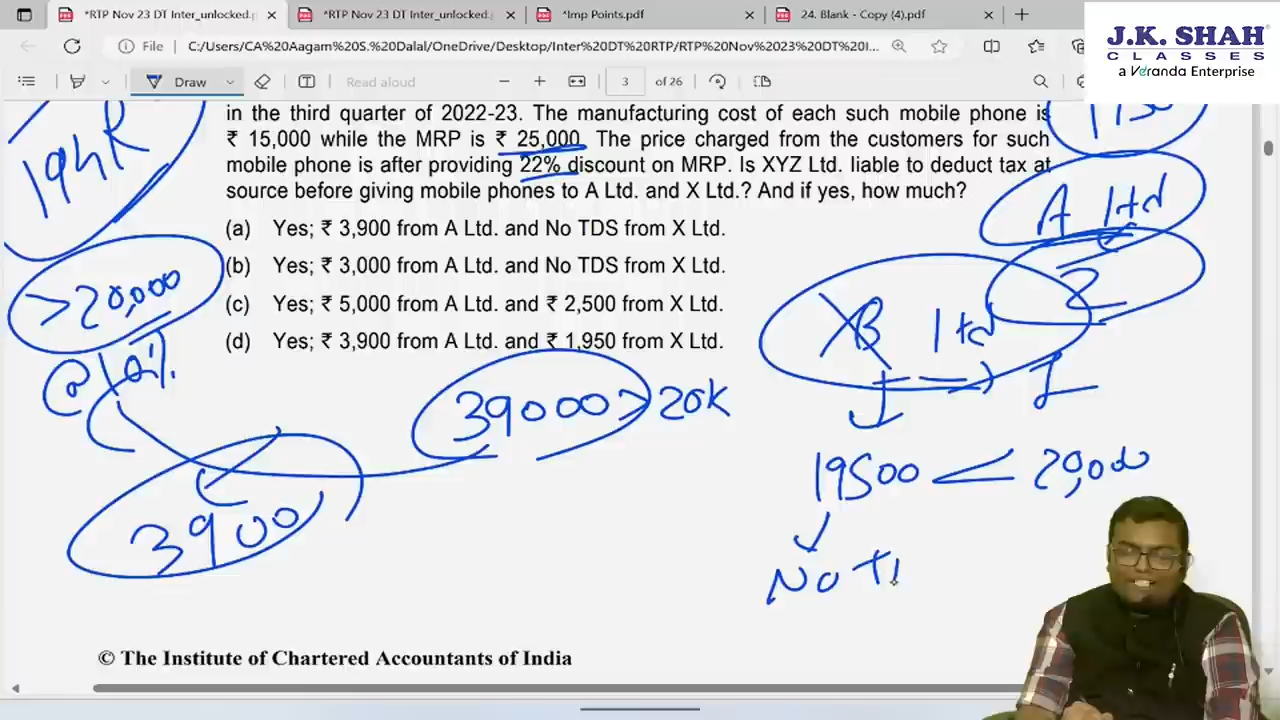 *RTP Nov 23 DT Inter_unlocked.p
*RTP Nov 23 DT Inter_unlocked.
*Imp Points.pdf
24. Blank - Copy (4).pdf
File
C:/Users/CA%20Aagam%20S.%20Dalal/OneDrive/Desktop/Inter%20DT%20RTP/RTP%20Nov%2023%20DT%20I...
J.K. SHAH
CLASSES
a Veranda Enterprise
Draw
Read aloud
3
of 26
in the third quarter of 2022-23. The manufacturing cost of each such mobile phone is
₹ 15,000 while the MRP is ₹ 25,000. The price charged from the customers for such
mobile phone is after providing 22% discount on MRP. Is XYZ Ltd. liable to deduct tax at
source before giving mobile phones to A Ltd. and X Ltd.? And if yes, how much?
(a) Yes; ₹ 3,900 from A Ltd. and No TDS from X Ltd.
(b) Yes; ₹ 3,000 from A Ltd. and No TDS from X Ltd.
(c) Yes; ₹ 5,000 from A Ltd. and ₹ 2,500 from X Ltd.
(d) Yes; ₹ 3,900 from A Ltd. and ₹ 1,950 from X Ltd.
194R
A Ltd
2
>20,000
Ltd
@10%
39000 > 20K
1
19500 < 20,000
3900
No T
© The Institute of Chartered Accountants of India